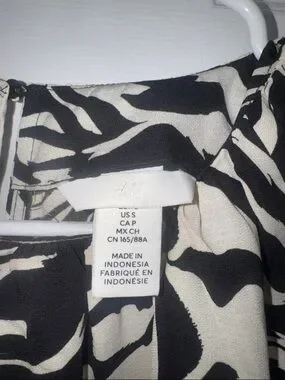 US S
CA P
MX CH
CN 165/88A
MADE IN
INDONESIA
FABRIQUÉ EN
INDONÉSIE